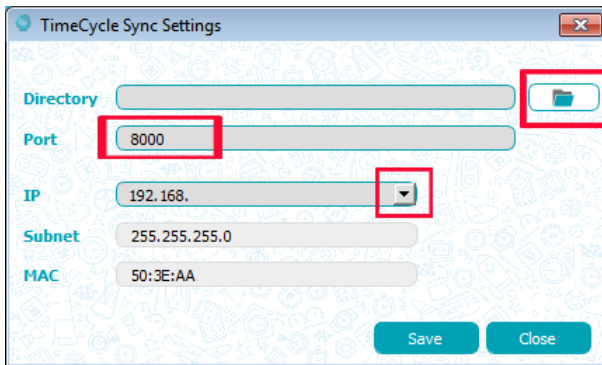 TimeCycle Sync Settings
Directory
Port 8000
IP 192.168.
Subnet 255.255.255.0
MAC 50:3E:AA
Save Close